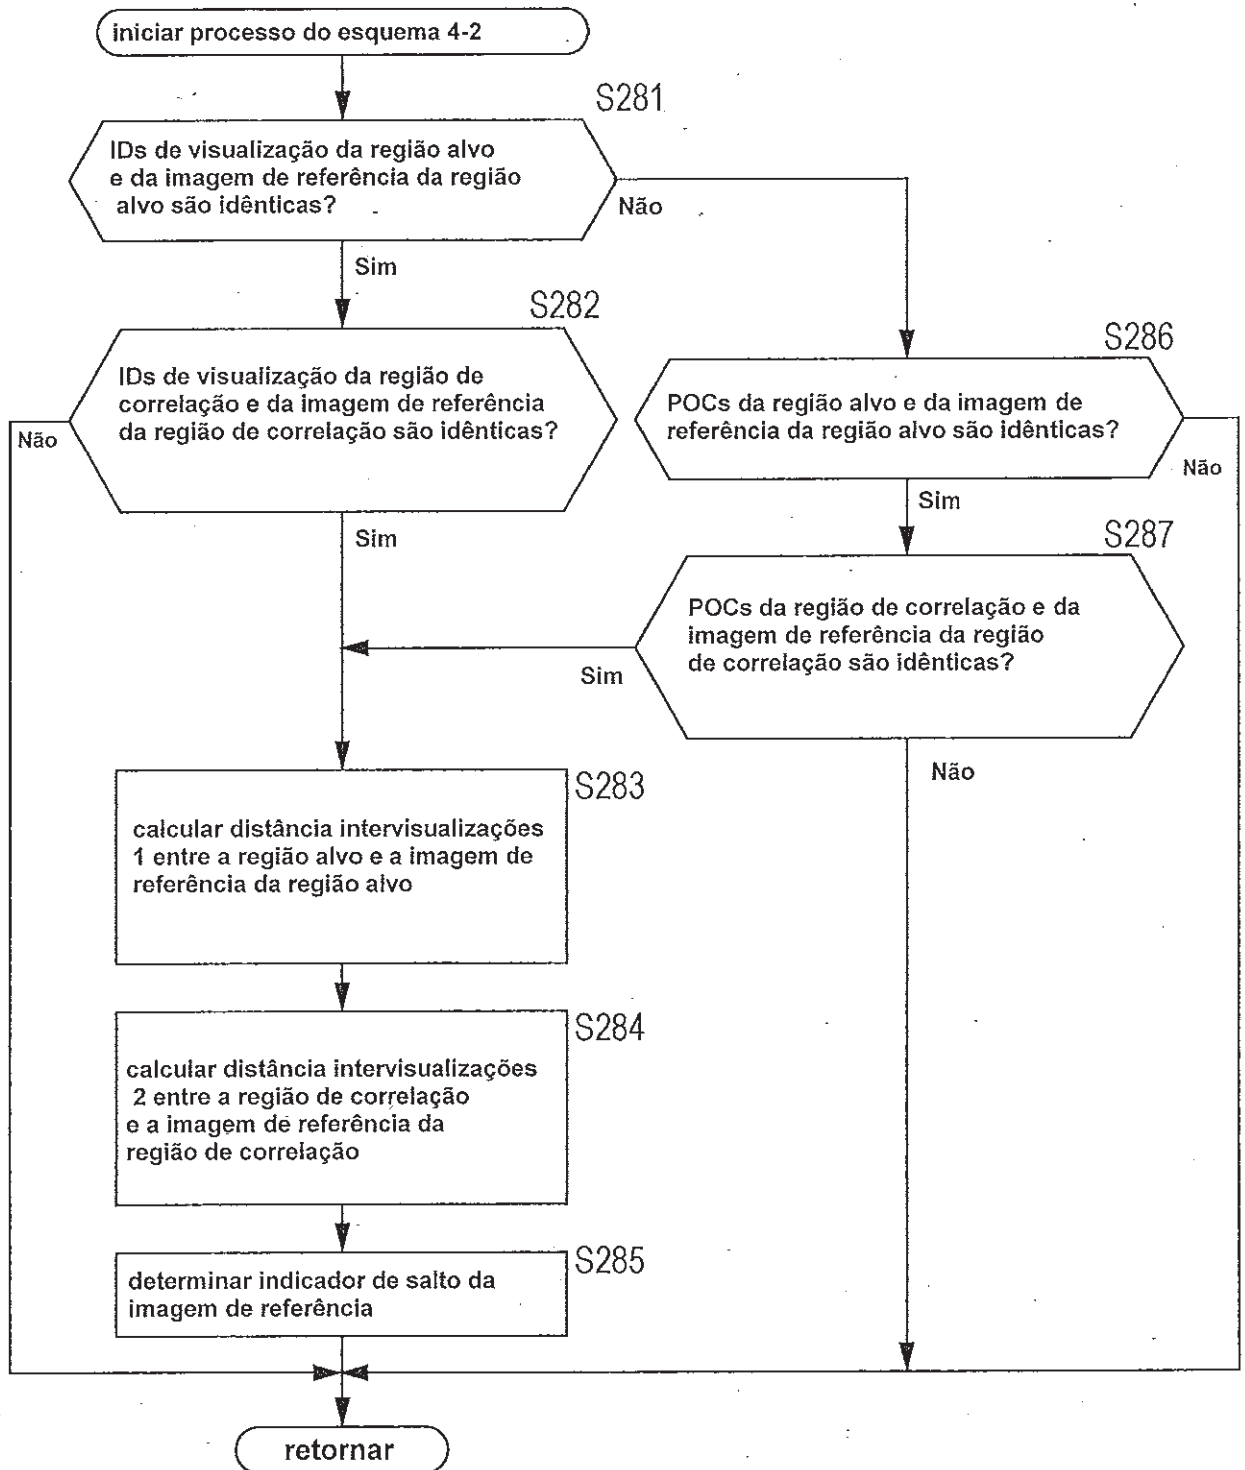 iniciar processo do esquema 4-2
S281
IDs de visualização da região alvo
e da imagem de referência da região
alvo são idênticas?
Não
Sim
S282
IDs de visualização da região de
correlação e da imagem de referência
da região de correlação são idênticas?
Não
Sim
S286
POCs da região alvo e da imagem de
referência da região alvo são idênticas?
Não
Sim
S287
POCs da região de correlação e da
imagem de referência da região
de correlação são idênticas?
Sim
Não
S283
calcular distância intervisualizações
1 entre a região alvo e a imagem de
referência da região alvo
S284
calcular distância intervisualizações
2 entre a região de correlação
e a imagem de referência da
região de correlação
S285
determinar indicador de salto da
imagem de referência
retornar